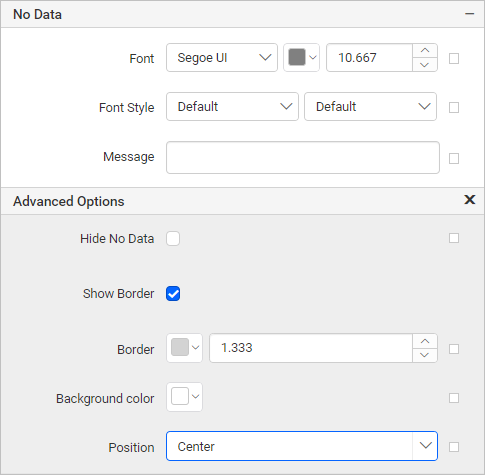 No Data
Font Segoe UI 10.667
Font Style Default Default
Message
Advanced Options
Hide No Data
Show Border
Border 1.333
Background color
Position Center